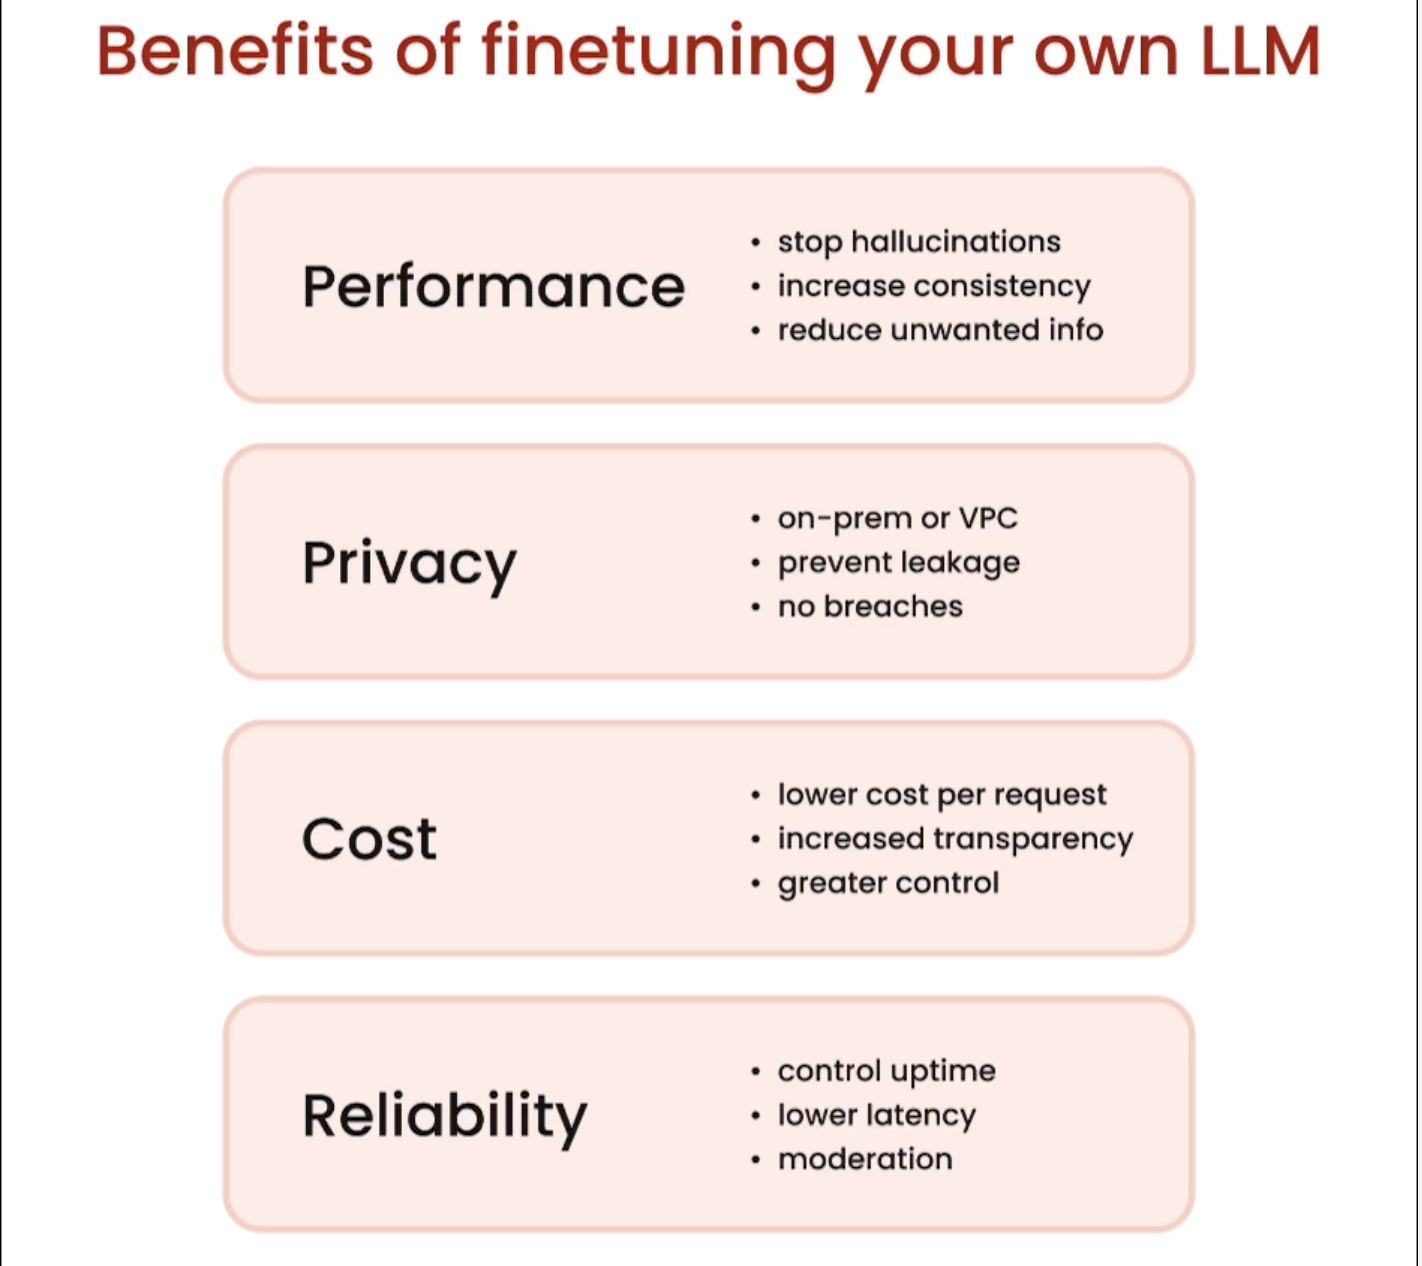 Benefits of finetuning your own LLM
Performance
• stop hallucinations
• increase consistency
• reduce unwanted info
Privacy
• on-prem or VPC
• prevent leakage
• no breaches
Cost
• lower cost per request
• increased transparency
• greater control
Reliability
• control uptime
• lower latency
• moderation